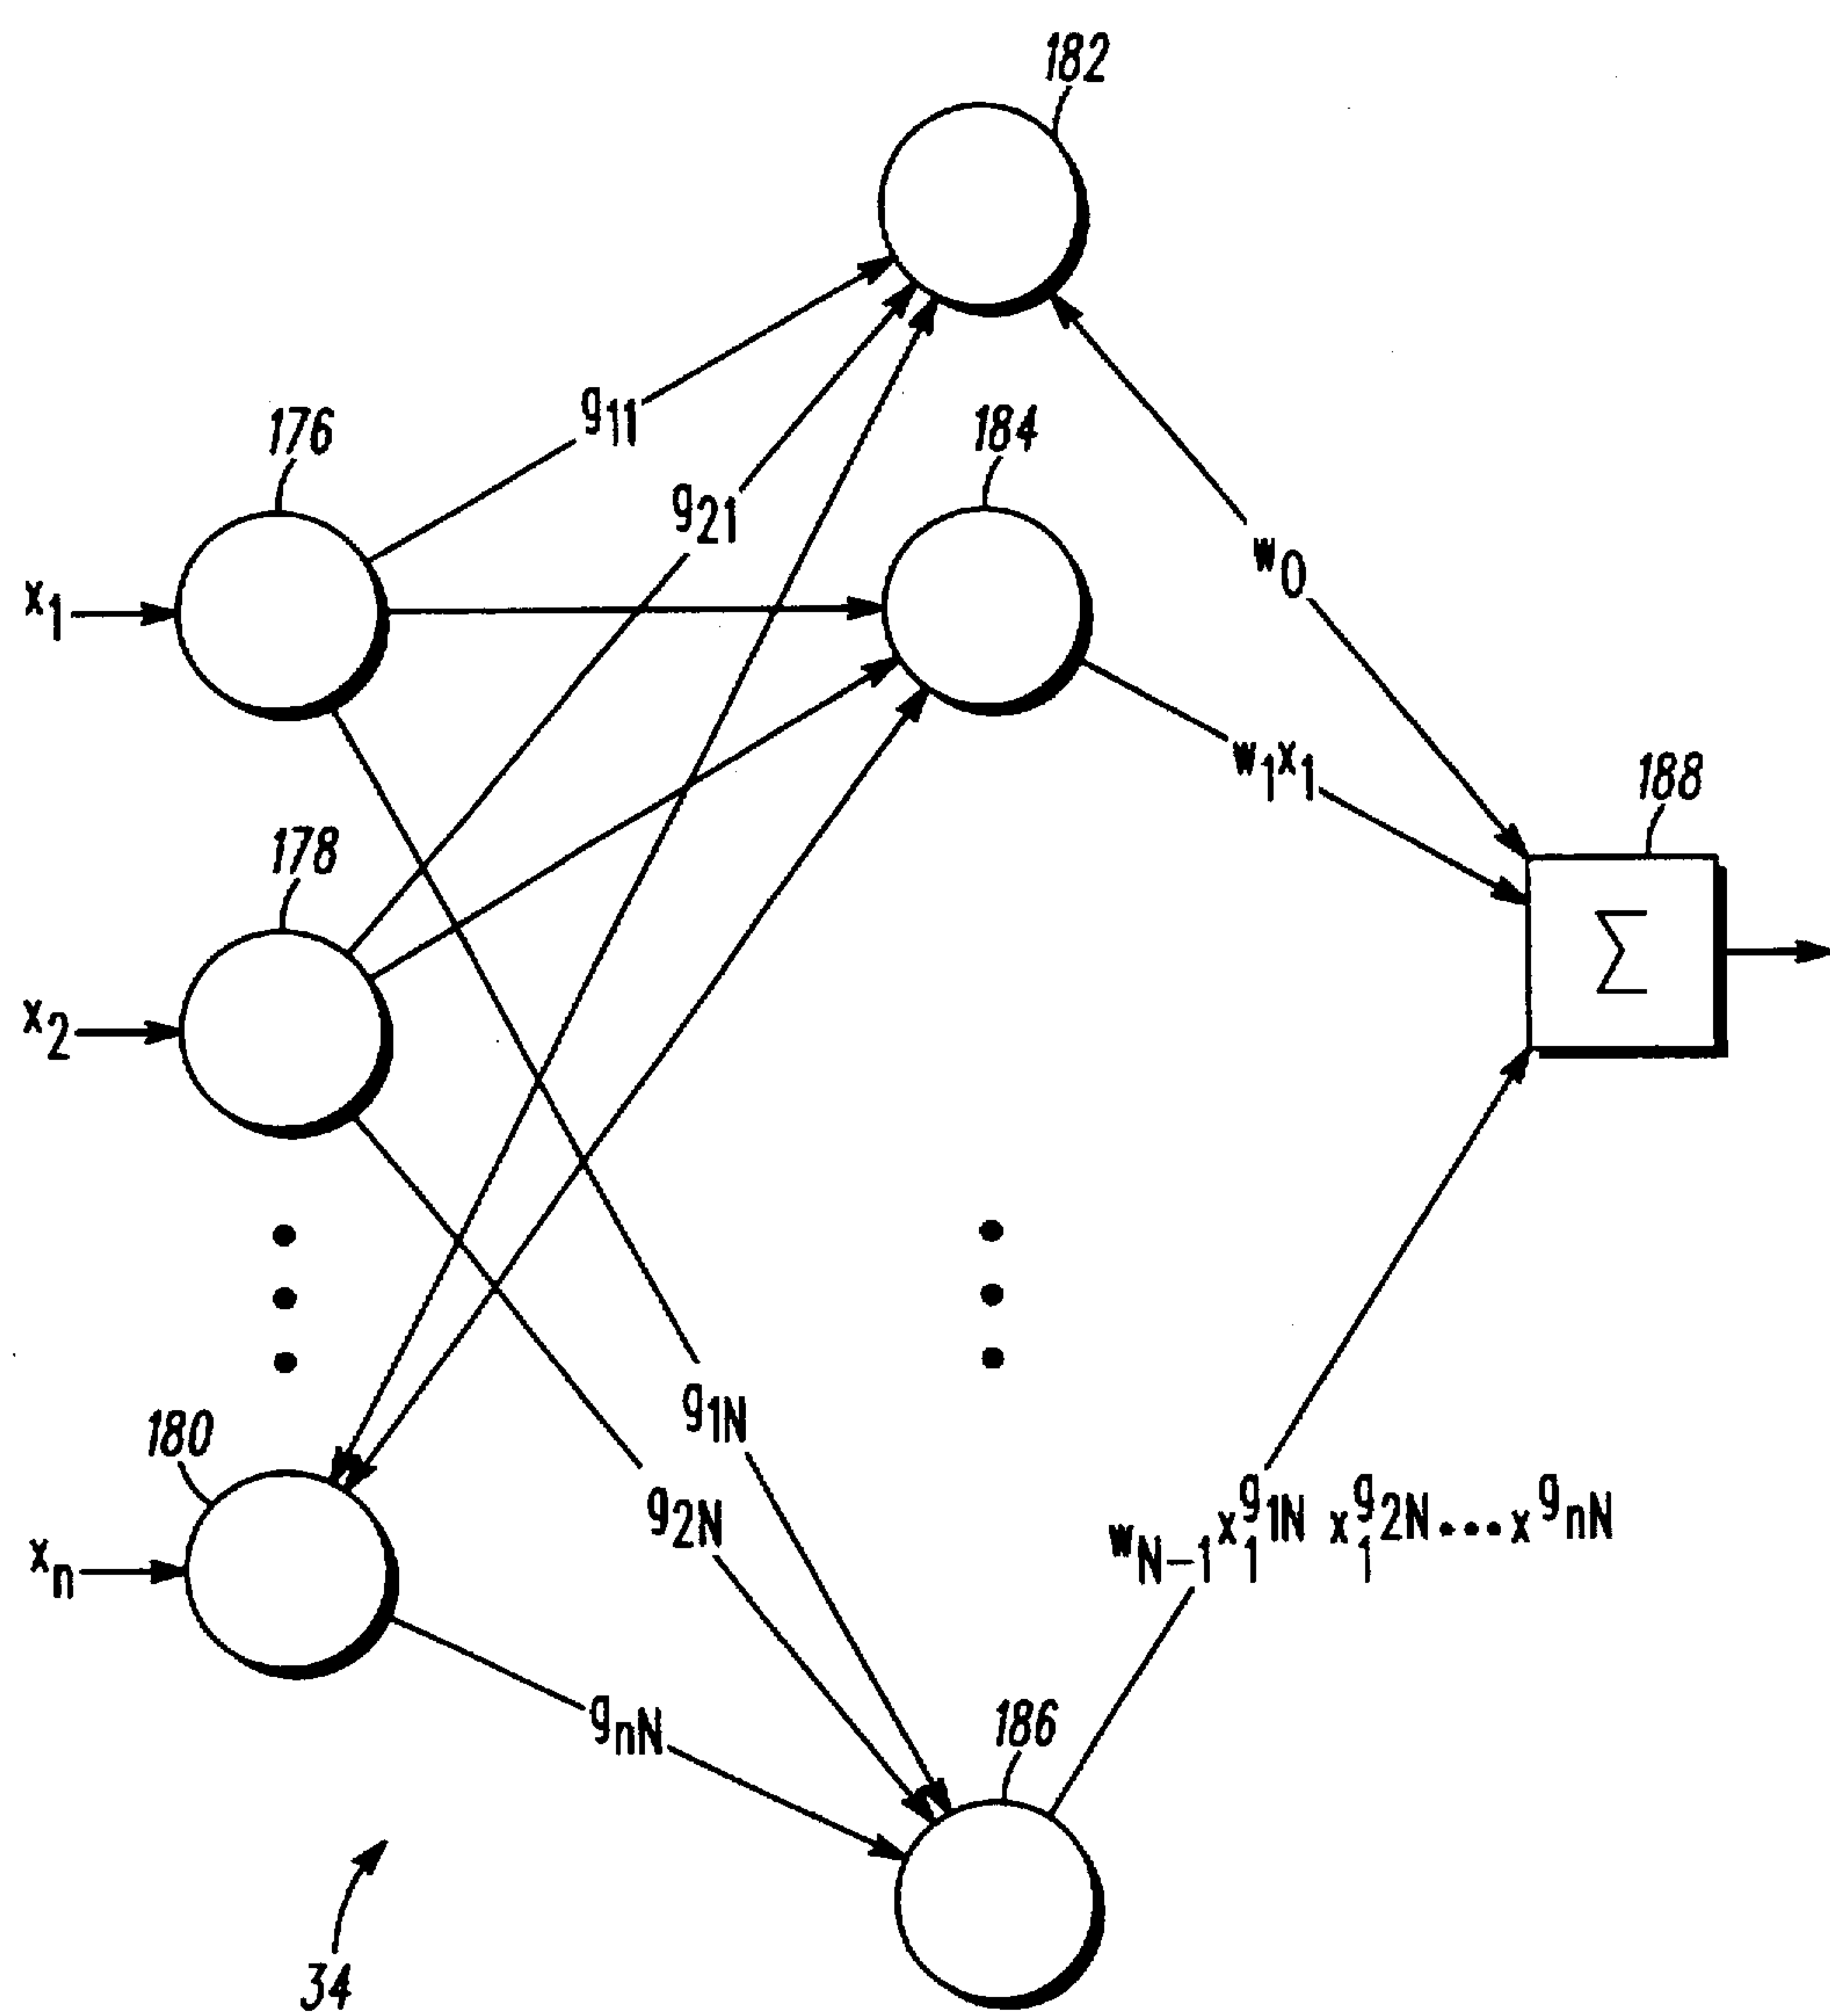 182
g11
176
184
g21
x1
w0
w1x1
188
178
Σ
x2
g1N
180
g2N
wN-1x1g1N x1g2N•••xgnN
xn
gnN
186
34